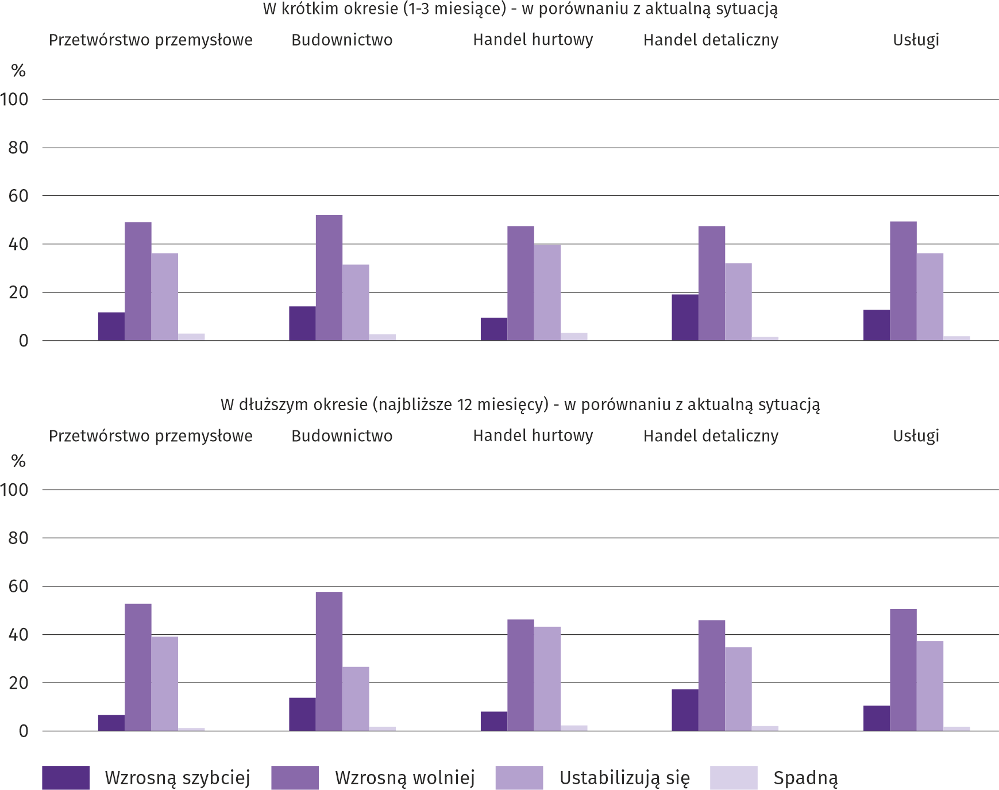 W krótkim okresie (1-3 miesiące) - w porównaniu z aktualną sytuacją
Przetwórstwo przemysłowe Budownictwo Handel hurtowy Handel detaliczny Usługi
%
100
80
60
40
20
0
W dłuższym okresie (najbliższe 12 miesięcy) - w porównaniu z aktualną sytuacją
Przetwórstwo przemysłowe Budownictwo Handel hurtowy Handel detaliczny Usługi
%
100
80
60
40
20
0
Wzrosną szybciej Wzrosną wolniej Ustabilizują się Spadną